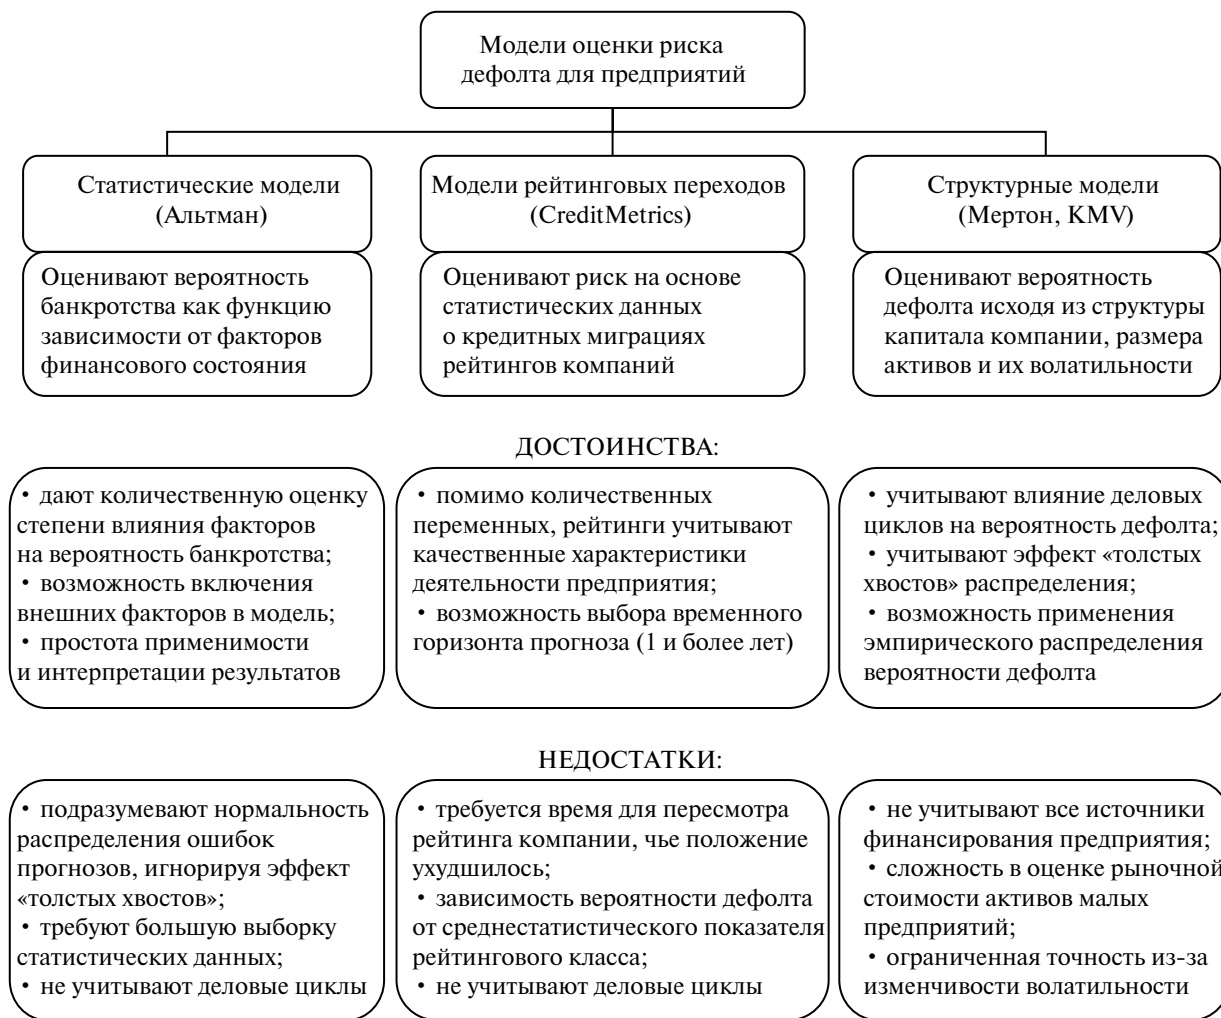 Модели оценки риска
дефолта для предприятий
Статистические модели
(Альтман)
Модели рейтинговых переходов
(CreditMetrics)
Структурные модели
(Мертон, KMV)
Оценивают вероятность
банкротства как функцию
зависимости от факторов
финансового состояния
Оценивают риск на основе
статистических данных
о кредитных миграциях
рейтингов компаний
Оценивают вероятность
дефолта исходя из структуры
капитала компании, размера
активов и их волатильности
ДОСТОИНСТВА:
• дают количественную оценку
степени влияния факторов
на вероятность банкротства;
• возможность включения
внешних факторов в модель;
• простота применимости
и интерпретации результатов
• помимо количественных
переменных, рейтинги учитывают
качественные характеристики
деятельности предприятия;
• возможность выбора временного
горизонта прогноза (1 и более лет)
• учитывают влияние деловых
циклов на вероятность дефолта;
• учитывают эффект «толстых
хвостов» распределения;
• возможность применения
эмпирического распределения
вероятности дефолта
НЕДОСТАТКИ:
• подразумевают нормальность
распределения ошибок
прогнозов, игнорируя эффект
«толстых хвостов»;
• требуют большую выборку
статистических данных;
• не учитывают деловые циклы
• требуется время для пересмотра
рейтинга компании, чье положение
ухудшилось;
• зависимость вероятности дефолта
от среднестатистического показателя
рейтингового класса;
• не учитывают деловые циклы
• не учитывают все источники
финансирования предприятия;
• сложность в оценке рыночной
стоимости активов малых
предприятий;
• ограниченная точность из-за
изменчивости волатильности